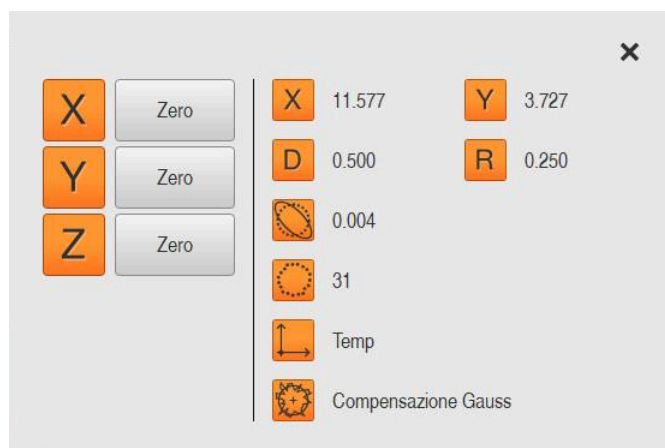 X Zero
Y Zero
Z Zero
X 11.577 Y 3.727
D 0.500 R 0.250
0.004
31
Temp
Compensazione Gauss